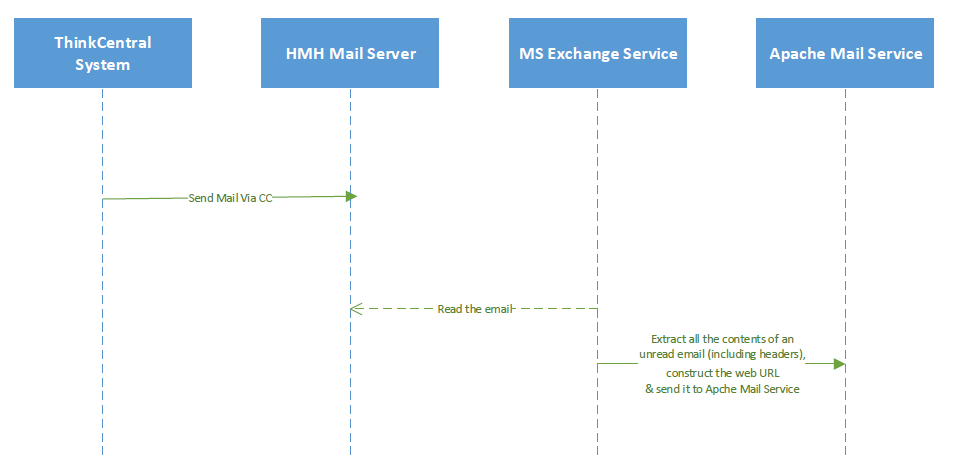 ThinkCentral
System
HMH Mail Server
MS Exchange Service
Apache Mail Service
Send Mail Via CC
Read the email
Extract all the contents of an
unread email (including headers),
construct the web URL
& send it to Apche Mail Service